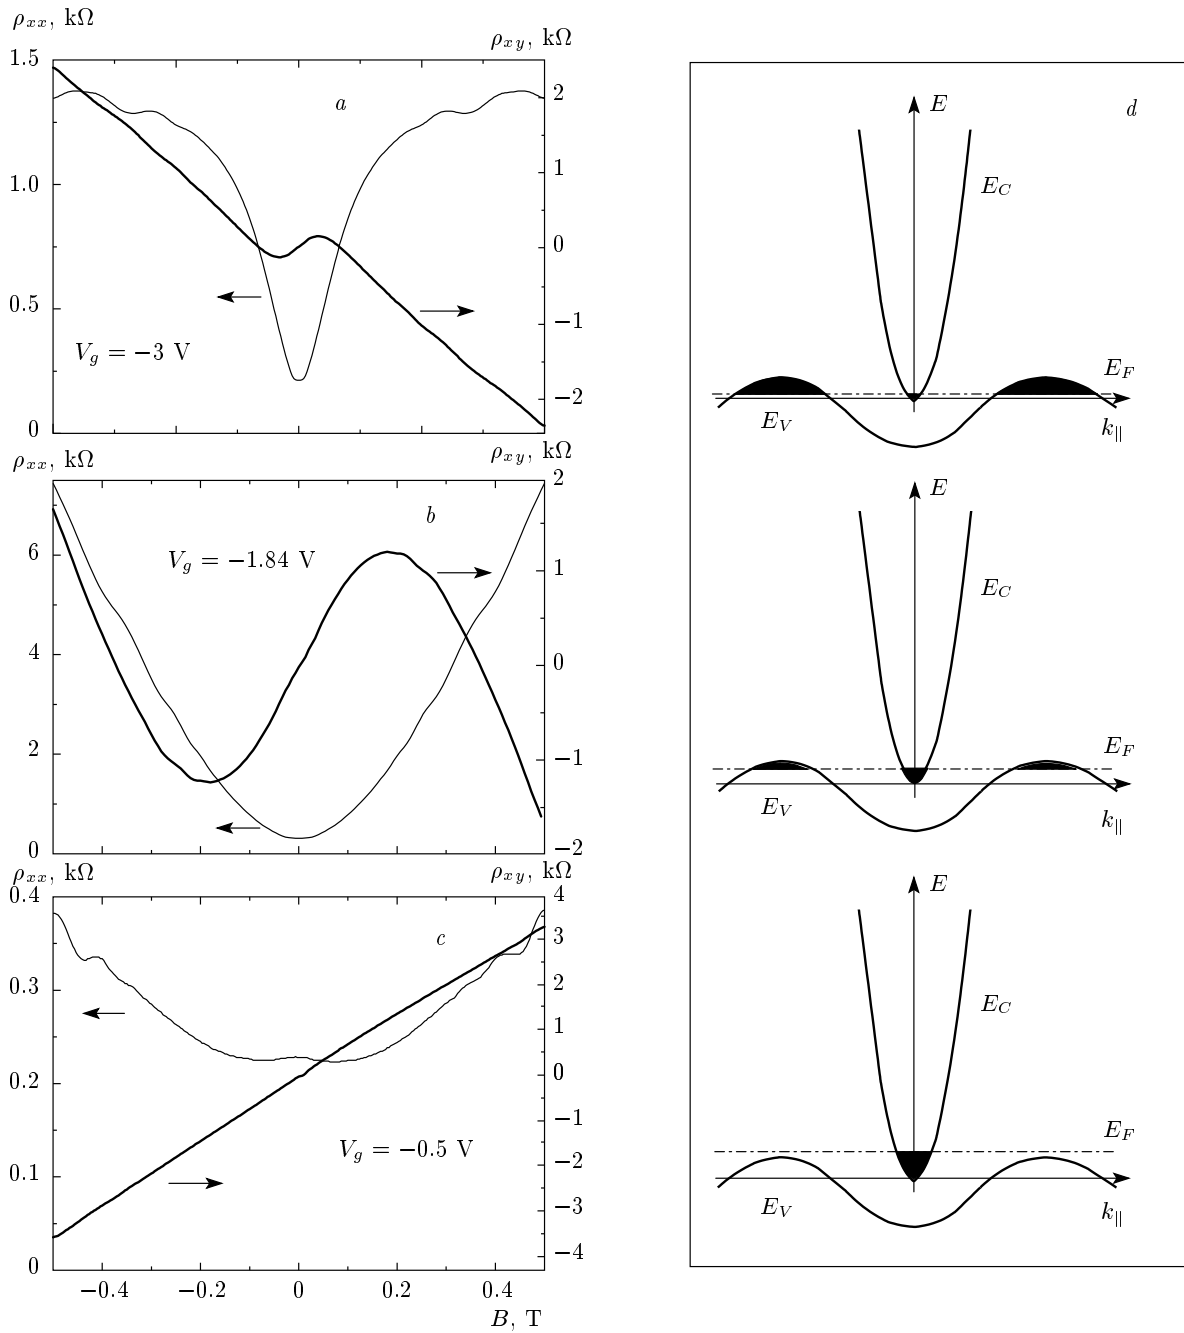 ρxx, kΩ
ρxy, kΩ
1.5
1.0
0.5
0
2
1
0
−1
−2
a
Vg = −3 V
ρxx, kΩ
ρxy, kΩ
6
4
2
0
2
1
0
−1
−2
b
Vg = −1.84 V
ρxx, kΩ
ρxy, kΩ
0.4
0.3
0.2
0.1
0
4
3
2
1
0
−1
−2
−3
−4
c
Vg = −0.5 V
−0.4 −0.2 0 0.2 0.4
B, T
d
E
EC
EF
EV
k||
E
EC
EF
EV
k||
E
EC
EF
EV
k||